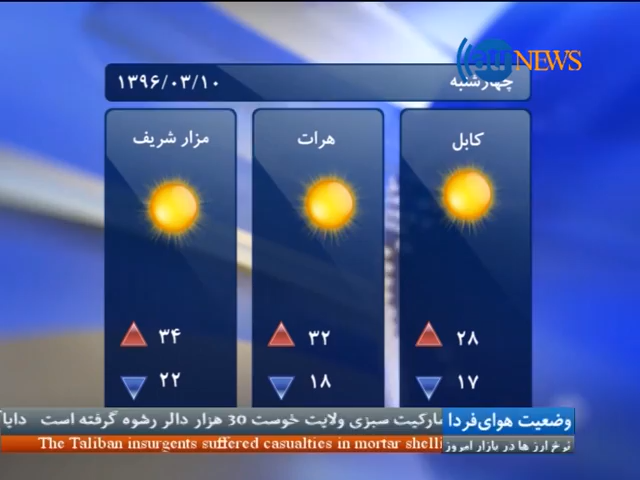 NEWS
چهارشنبه
۱۳۹۶/۰۳/۱۰
کابل
هرات
مزار شریف
۲۸
۳۲
۳۴
۱۷
۱۸
۲۲
وضعیت هوای فردا
مارکیت سبزی ولایت خوست 30 هزار دالر رشوه گرفته است
نرخ ارز ها در بازار امروز
The Taliban insurgents suffered casualties in mortar shelli